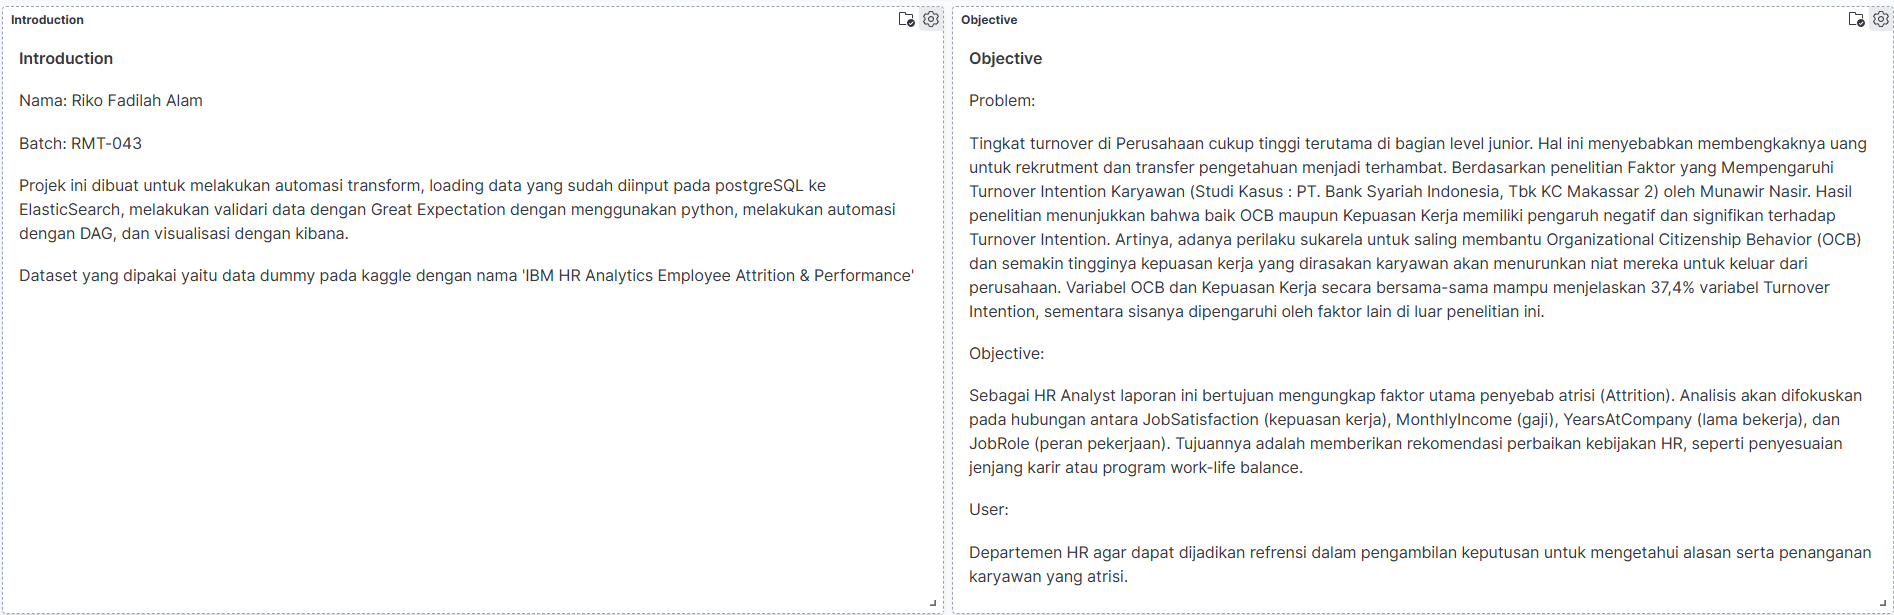 Introduction
Introduction
Nama: Riko Fadilah Alam
Batch: RMT-043
Projek ini dibuat untuk melakukan automasi transform, loading data yang sudah diinput pada postgreSQL ke
ElasticSearch, melakukan validari data dengan Great Expectation dengan menggunakan python, melakukan automasi
dengan DAG, dan visualisasi dengan kibana.
Dataset yang dipakai yaitu data dummy pada kaggle dengan nama 'IBM HR Analytics Employee Attrition & Performance'
Objective
Objective
Problem:
Tingkat turnover di Perusahaan cukup tinggi terutama di bagian level junior. Hal ini menyebabkan membengkaknya uang
untuk rekrutment dan transfer pengetahuan menjadi terhambat. Berdasarkan penelitian Faktor yang Mempengaruhi
Turnover Intention Karyawan (Studi Kasus : PT. Bank Syariah Indonesia, Tbk KC Makassar 2) oleh Munawir Nasir. Hasil
penelitian menunjukkan bahwa baik OCB maupun Kepuasan Kerja memiliki pengaruh negatif dan signifikan terhadap
Turnover Intention. Artinya, adanya perilaku sukarela untuk saling membantu Organizational Citizenship Behavior (OCB)
dan semakin tingginya kepuasan kerja yang dirasakan karyawan akan menurunkan niat mereka untuk keluar dari
perusahaan. Variabel OCB dan Kepuasan Kerja secara bersama-sama mampu menjelaskan 37,4% variabel Turnover
Intention, sementara sisanya dipengaruhi oleh faktor lain di luar penelitian ini.
Objective:
Sebagai HR Analyst laporan ini bertujuan mengungkap faktor utama penyebab atrisi (Attrition). Analisis akan difokuskan
pada hubungan antara JobSatisfaction (kepuasan kerja), MonthlyIncome (gaji), YearsAtCompany (lama bekerja), dan
JobRole (peran pekerjaan). Tujuannya adalah memberikan rekomendasi perbaikan kebijakan HR, seperti penyesuaian
jenjang karir atau program work-life balance.
User:
Departemen HR agar dapat dijadikan refrensi dalam pengambilan keputusan untuk mengetahui alasan serta penanganan
karyawan yang atrisi.